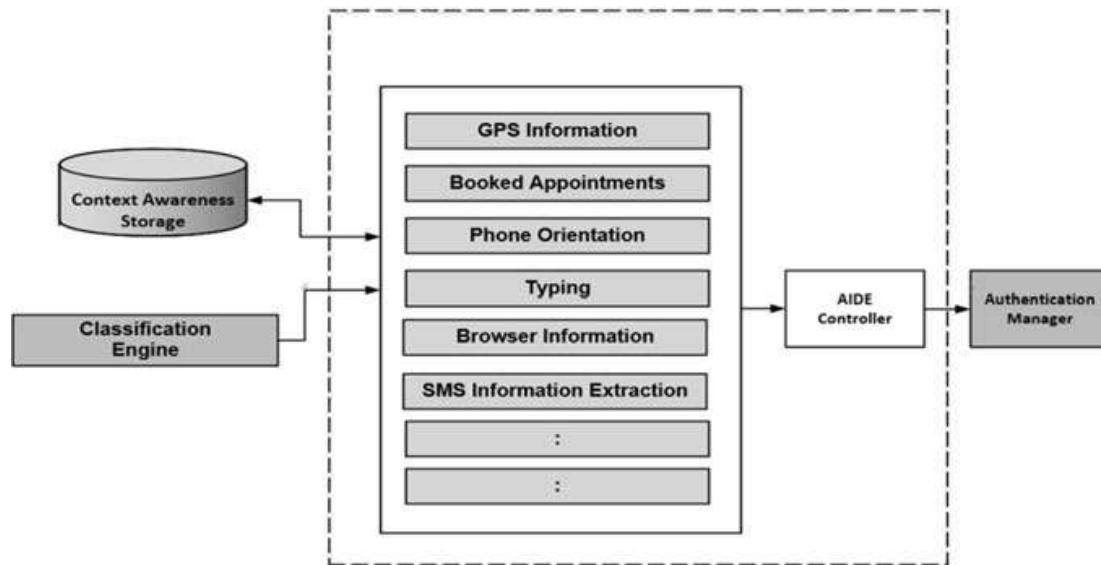 GPS Information
Booked Appointments
Context Awareness
Storage
Phone Orientation
Typing
AIDE
Controller
Authentication
Manager
Classification
Engine
Browser Information
SMS Information Extraction
:
: